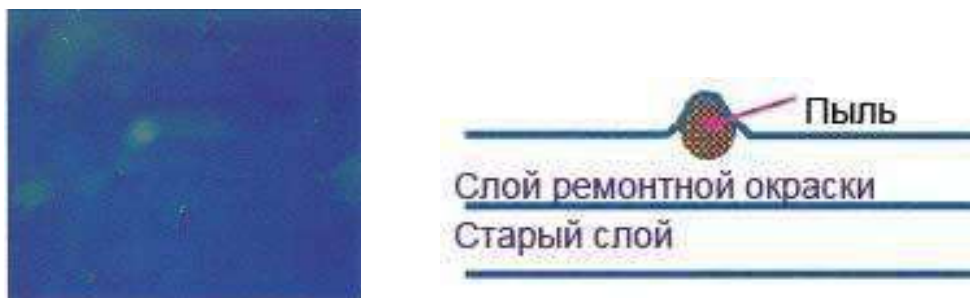 Пыль
Слой ремонтной окраски
Старый слой